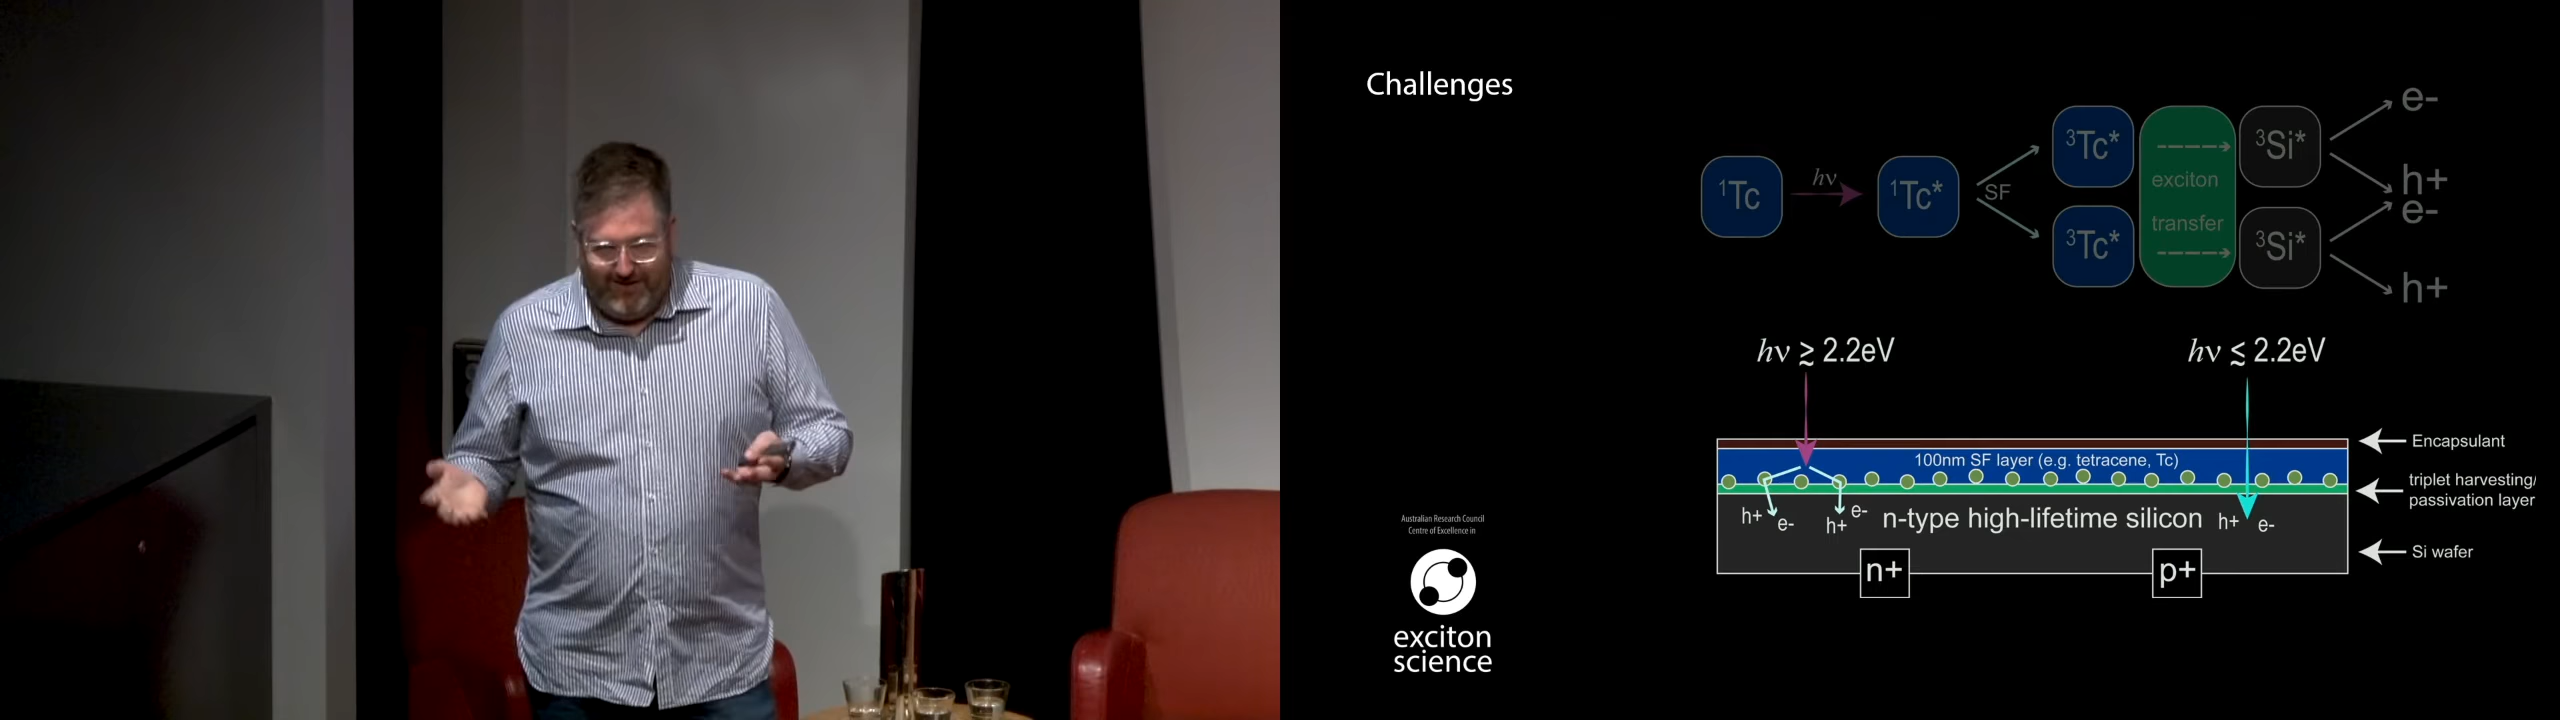 Challenges
¹Tc
hν
¹Tc*
SF
³Tc*
³Tc*
exciton
transfer
³Si*
³Si*
e-
h+
e-
h+
hν ≳ 2.2eV
hν ≲ 2.2eV
100nm SF layer (e.g. tetracene, Tc)
h+
e-
h+
e-
n-type high-lifetime silicon
h+
e-
n+
p+
Encapsulant
triplet harvesting/
passivation layer
Si wafer
Australian Research Council
Centre of Excellence in
exciton
science